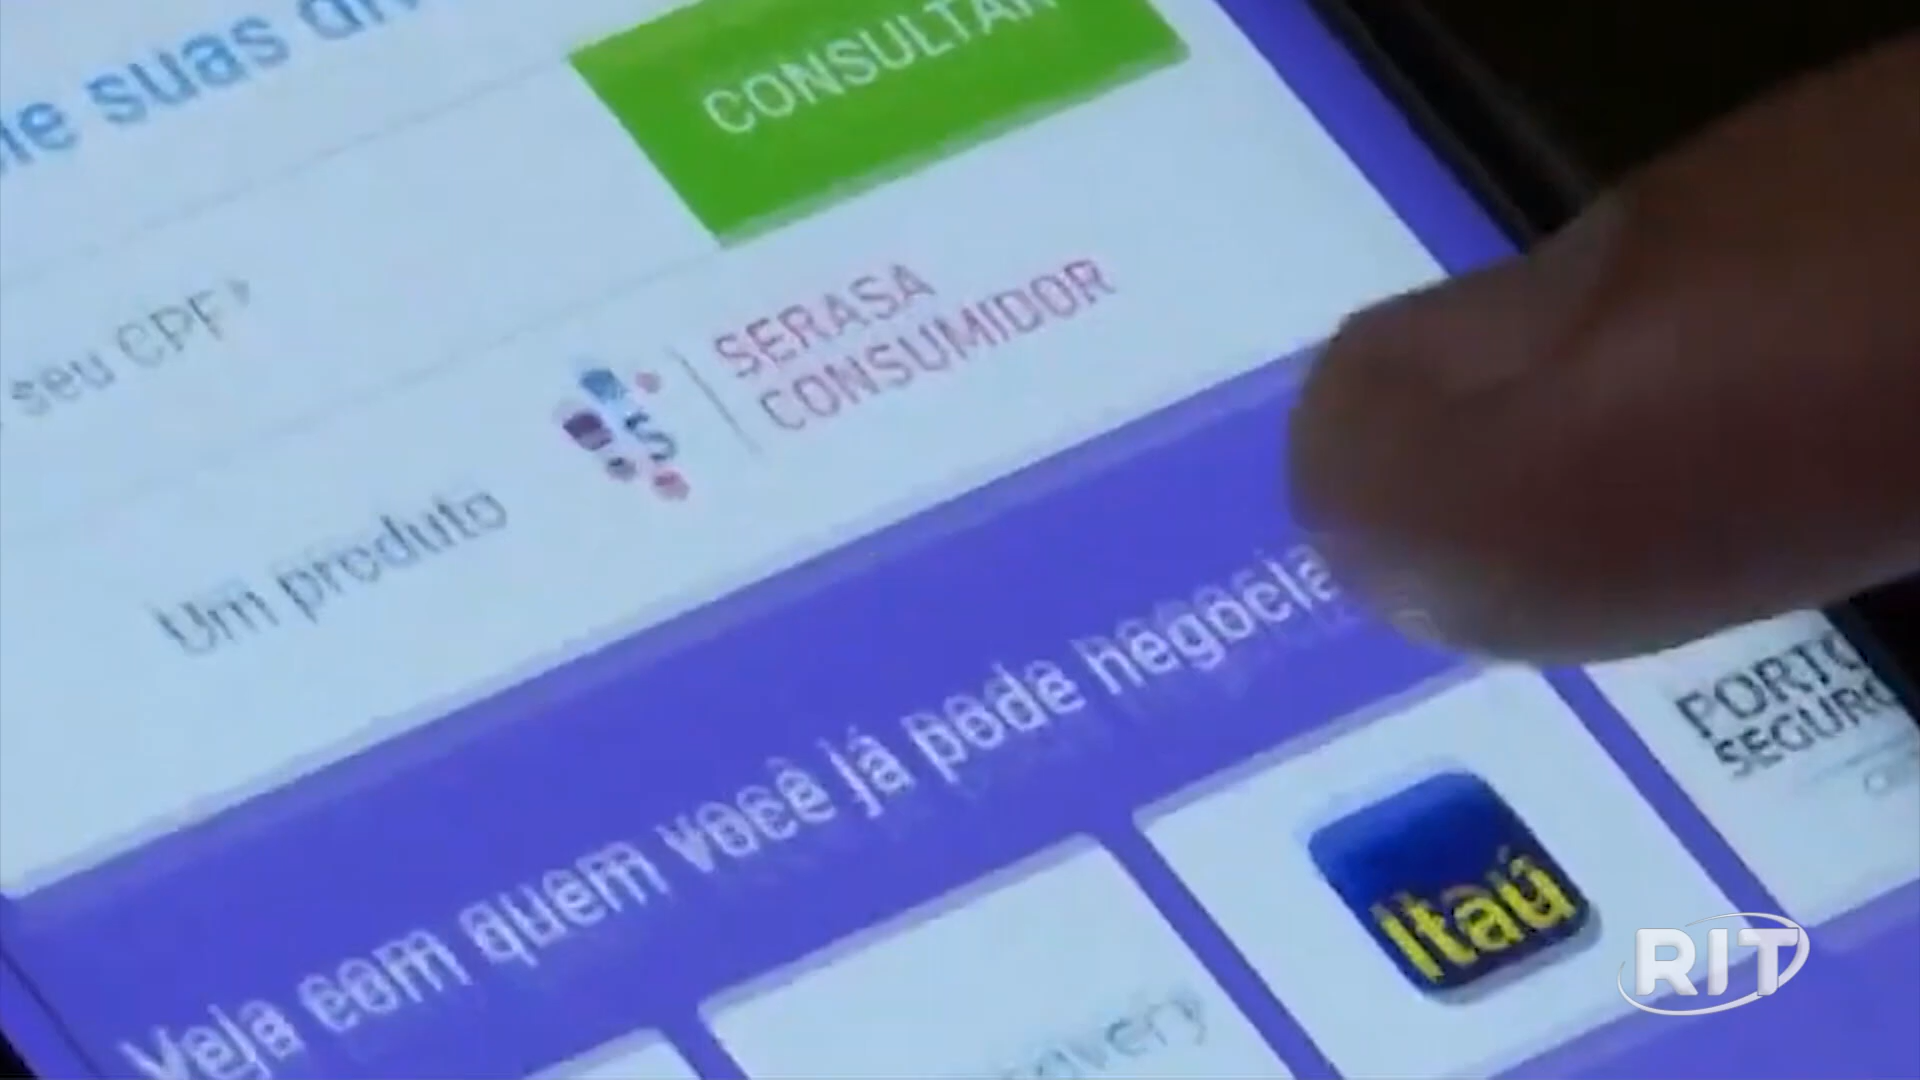 suas
CONSULTAR
seu CPF
SERASA
CONSUMIDOR
Um produto
Veja com quem você já pode negocia
PORTO
SEGURO
Itaú
RIT